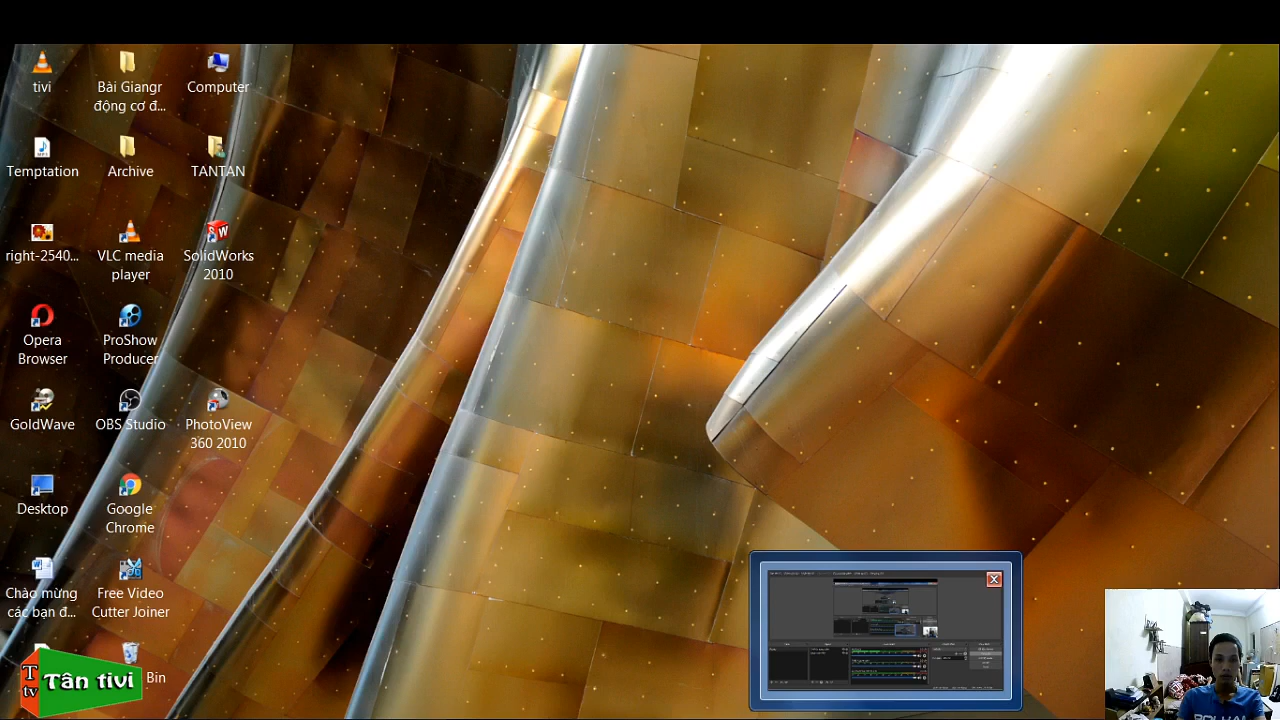 tivi
Bài Giangr
động cơ đ...
Computer
Temptation
Archive
TANTAN
right-2540...
VLC media
player
SolidWorks
2010
Opera
Browser
ProShow
Producer
GoldWave
OBS Studio
PhotoView
360 2010
Desktop
Google
Chrome
Chào mừng
các bạn đ...
Free Video
Cutter Joiner
T
tv
Tân tivi
Bin